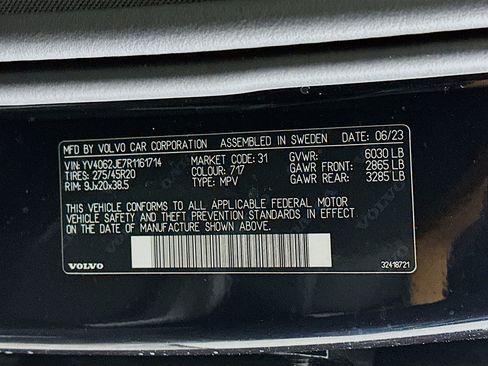 MFD BY VOLVO CAR CORPORATION ASSEMBLED IN SWEDEN DATE: 06/23
VIN: YV4062JE7R1161714 MARKET CODE: 31 GVWR: 6030 LB
TIRES: 275/45R20 COLOUR: 717 GAWR FRONT: 2865 LB
RIM: 9Jx20x38.5 TYPE: MPV GAWR REAR: 3285 LB
THIS VEHICLE CONFORMS TO ALL APPLICABLE FEDERAL MOTOR
VEHICLE SAFETY AND THEFT PREVENTION STANDARDS IN EFFECT
ON THE DATE OF MANUFACTURE SHOWN ABOVE.
VOLVO 32418721